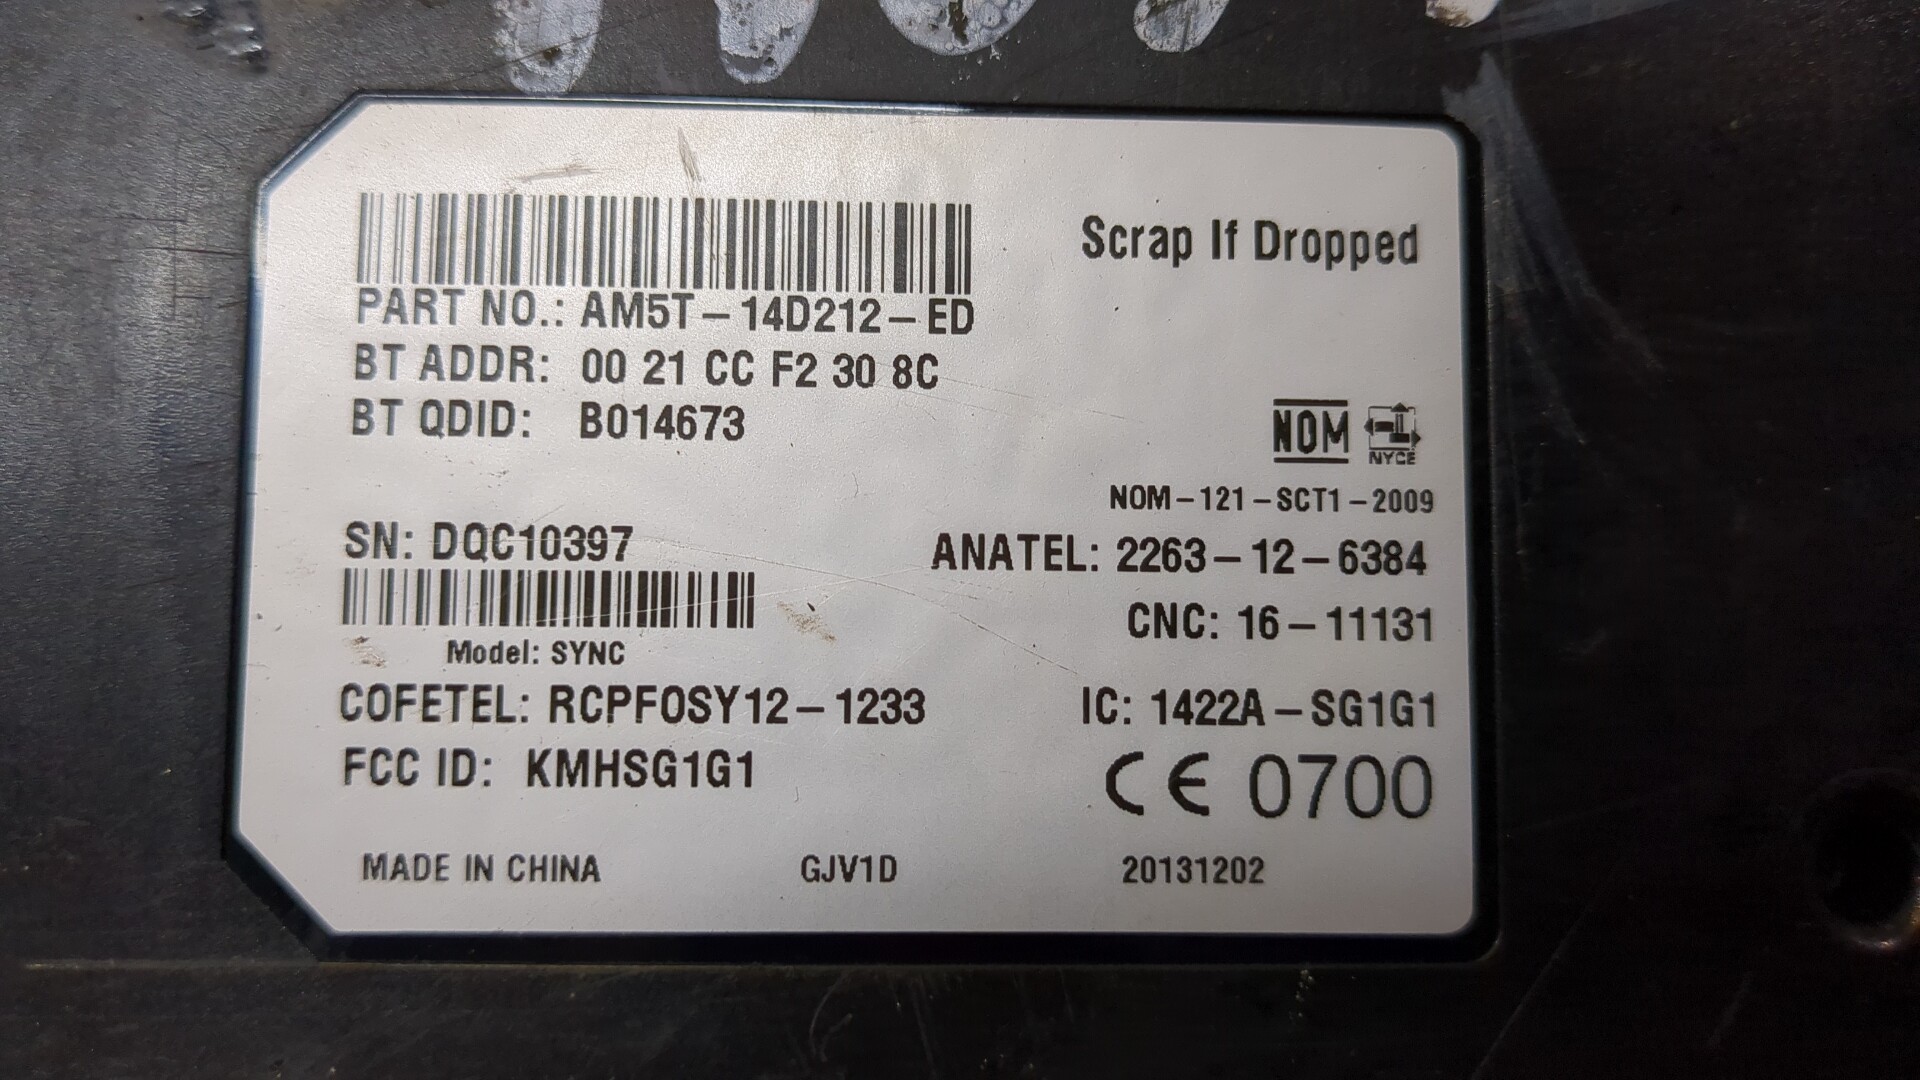 Scrap If Dropped
PART NO.: AM5T-14D212-ED
BT ADDR: 00 21 CC F2 30 8C
BT QDID: B014673
NOM
NYCE
NOM-121-SCT1-2009
SN: DQC10397
ANATEL: 2263-12-6384
CNC: 16-11131
Model: SYNC
COFETEL: RCPFOSY12-1233
IC: 1422A-SG1G1
FCC ID: KMHSG1G1
CE 0700
MADE IN CHINA
GJV1D
20131202